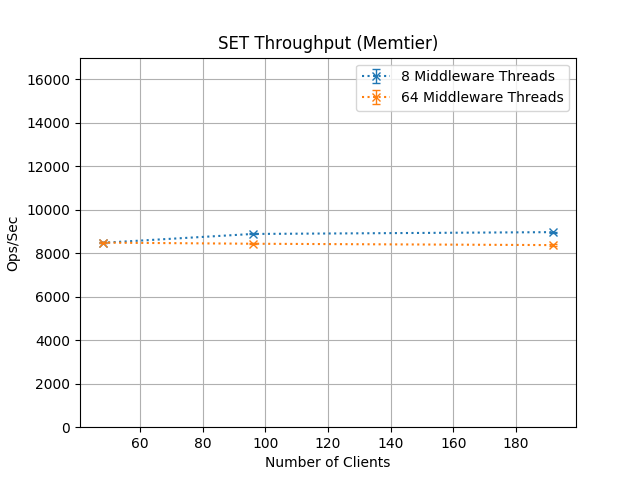 SET Throughput (Memtier)
8 Middleware Threads
64 Middleware Threads
Ops/Sec
16000
14000
12000
10000
8000
6000
4000
2000
0
60 80 100 120 140 160 180
Number of Clients